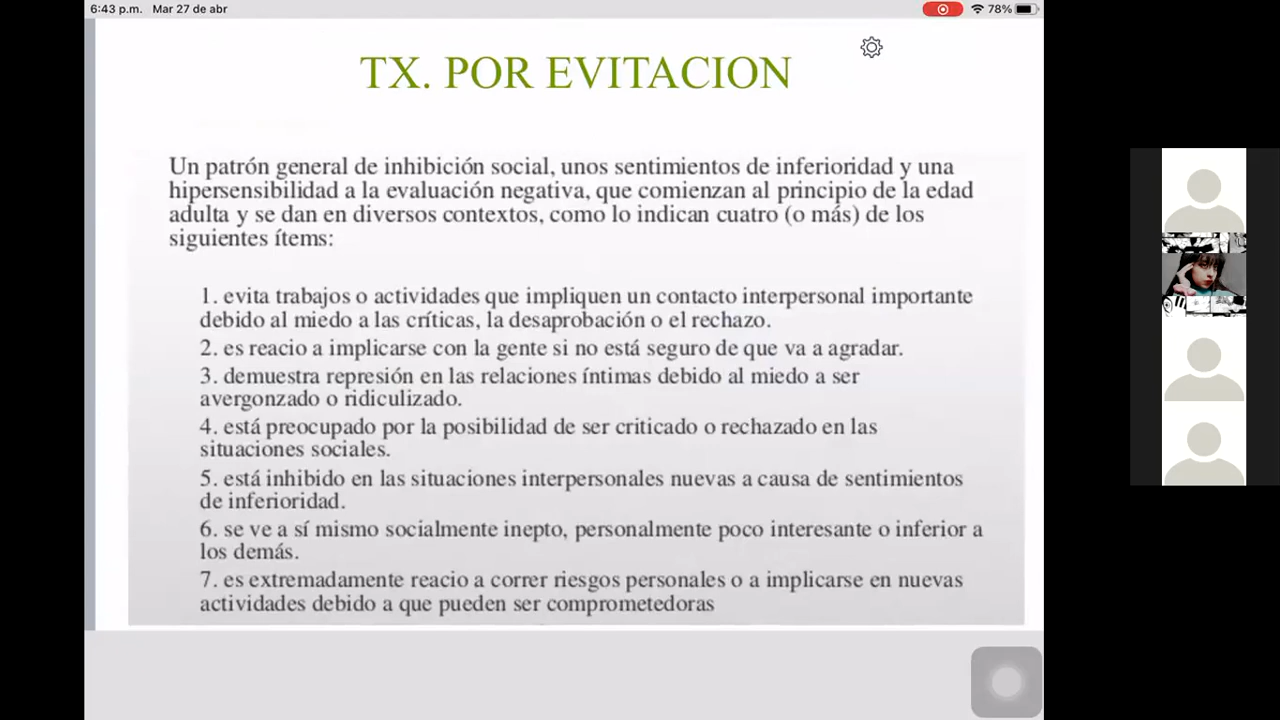 6:43 p.m. Mar 27 de abr
78%
TX. POR EVITACION
Un patrón general de inhibición social, unos sentimientos de inferioridad y una
hipersensibilidad a la evaluación negativa, que comienzan al principio de la edad
adulta y se dan en diversos contextos, como lo indican cuatro (o más) de los
siguientes ítems:
1. evita trabajos o actividades que impliquen un contacto interpersonal importante
debido al miedo a las críticas, la desaprobación o el rechazo.
2. es reacio a implicarse con la gente si no está seguro de que va a agradar.
3. demuestra represión en las relaciones íntimas debido al miedo a ser
avergonzado o ridiculizado.
4. está preocupado por la posibilidad de ser criticado o rechazado en las
situaciones sociales.
5. está inhibido en las situaciones interpersonales nuevas a causa de sentimientos
de inferioridad.
6. se ve a sí mismo socialmente inepto, personalmente poco interesante o inferior a
los demás.
7. es extremadamente reacio a correr riesgos personales o a implicarse en nuevas
actividades debido a que pueden ser comprometedoras